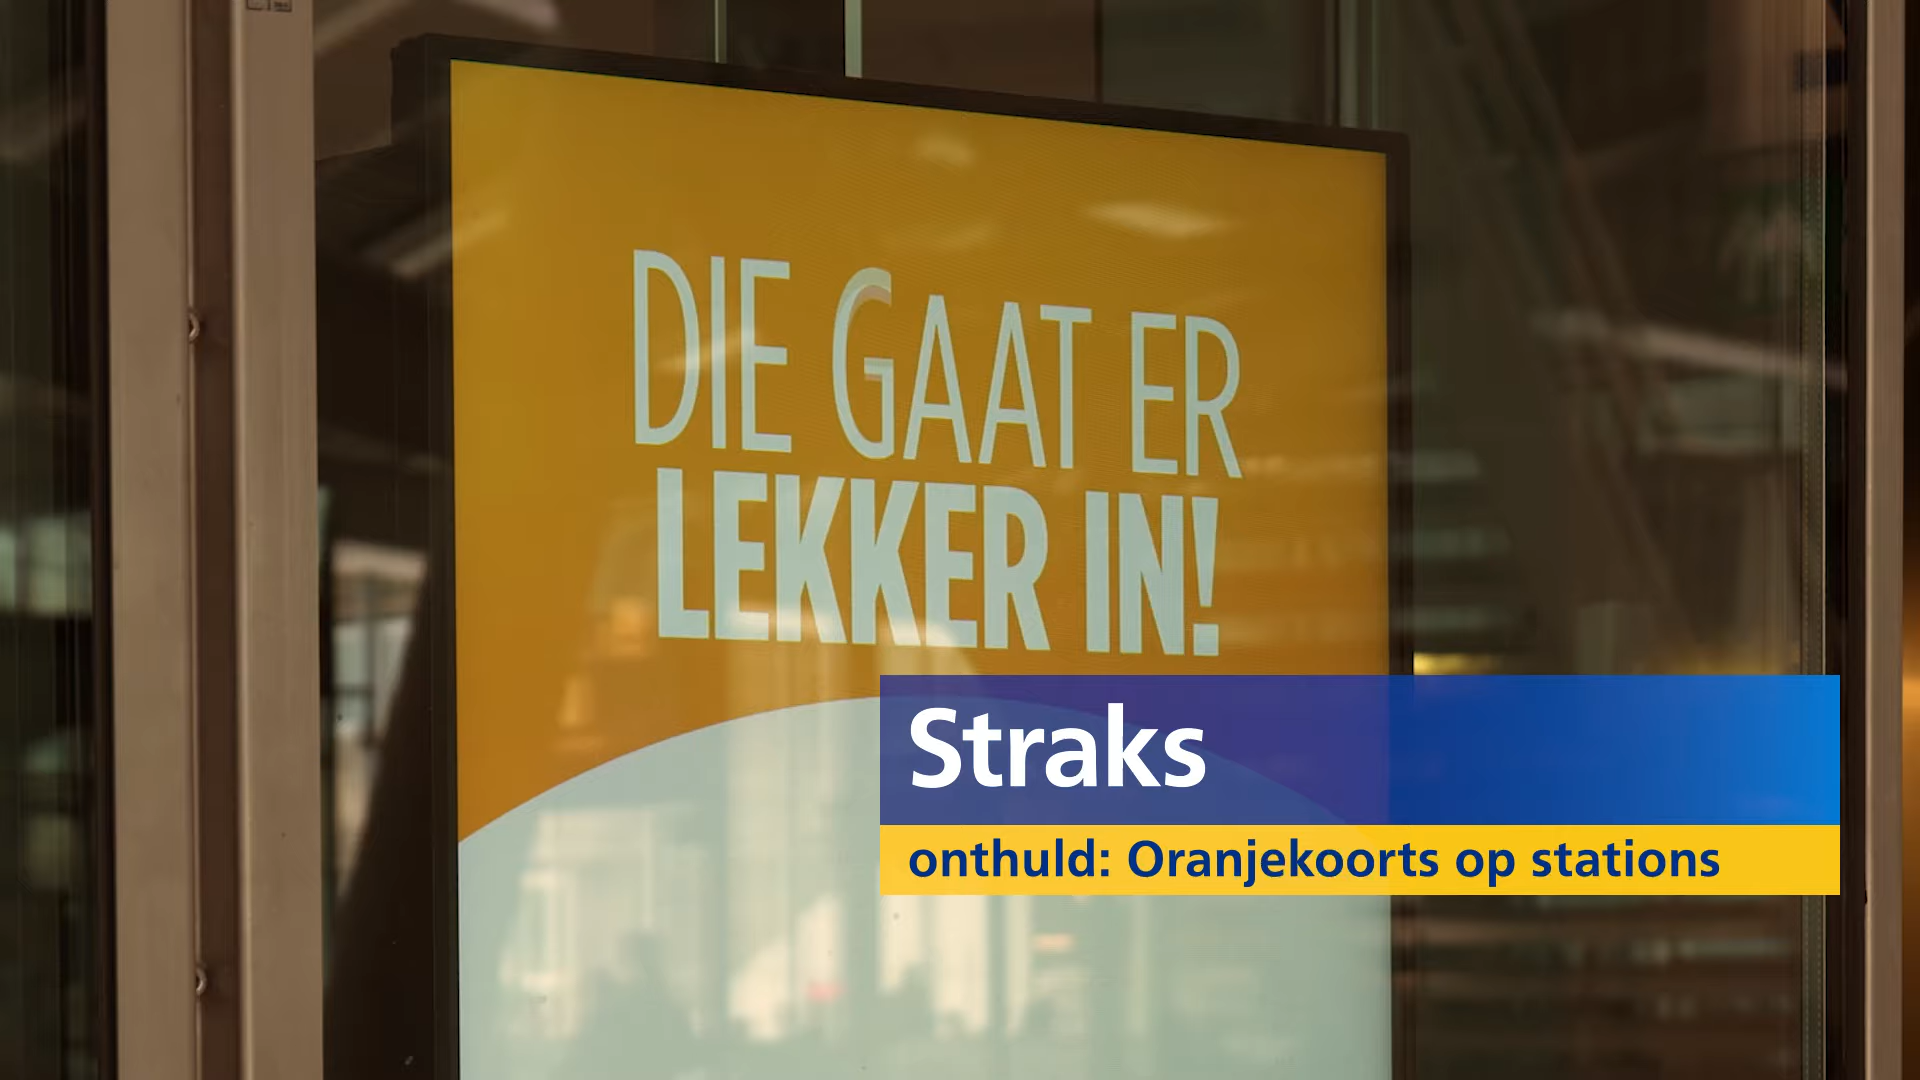 DIE GAAT ER
LEKKER IN!
Straks
onthuld: Oranjekoorts op stations